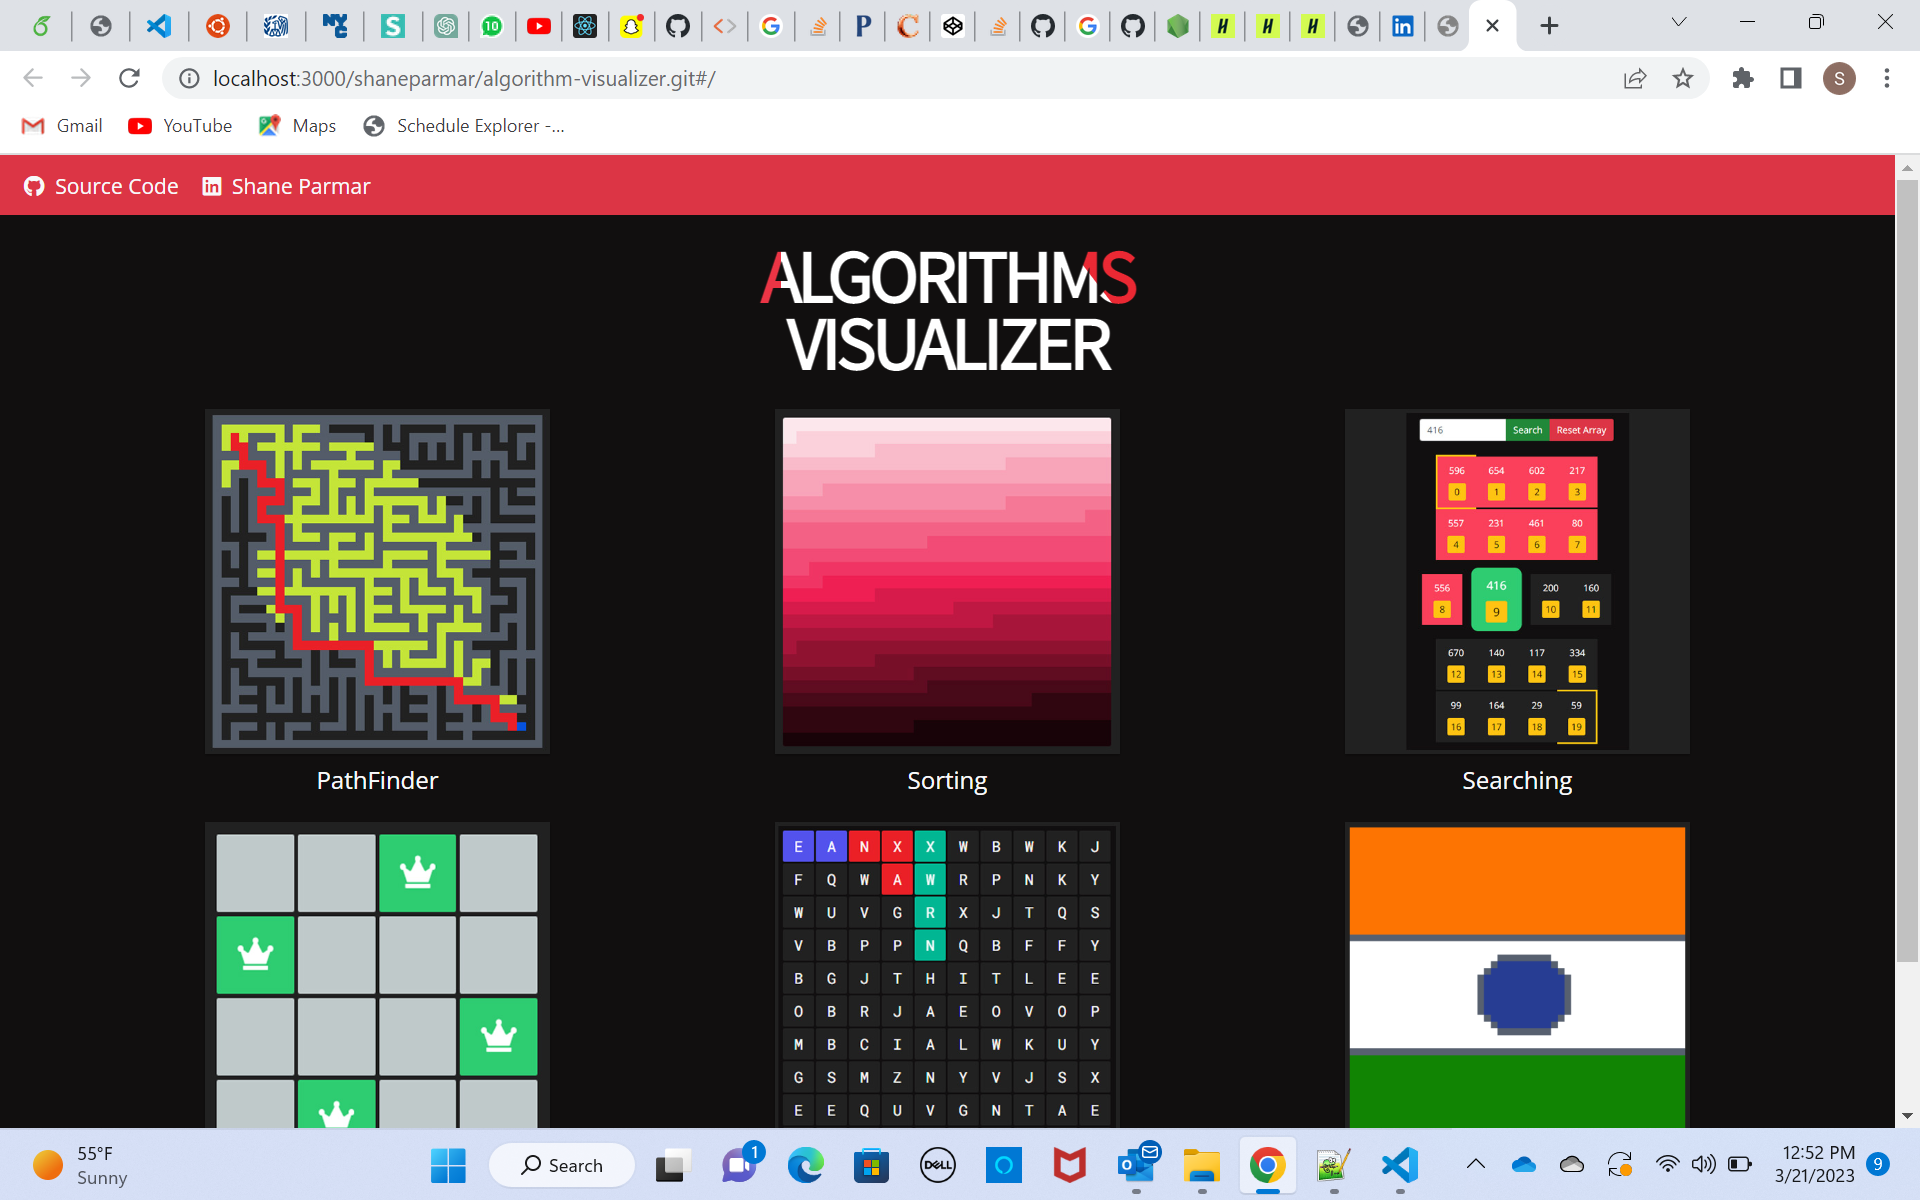 localhost:3000/shaneparmar/algorithm-visualizer.git#/
S
Gmail YouTube Maps Schedule Explorer -...
Source Code Shane Parmar
ALGORITHMS
VISUALIZER
416 Search Reset Array
596 654 602 217
0 1 2 3
557 231 461 80
4 5 6 7
556 416 200 160
8 9 10 11
670 140 117 334
12 13 14 15
99 164 29 59
16 17 18 19
PathFinder Sorting Searching
E A N X X W B W K J
F Q W A W R P N K Y
W U V G R X J T Q S
V B P P N Q B F F Y
B G J T H I T L E E
O B R J A E O V O P
M B C I A L W K U Y
G S M Z N Y V J S X
E E Q U V G N T A E
55°F
Sunny
Search
1
DELL
12:52 PM
3/21/2023
9